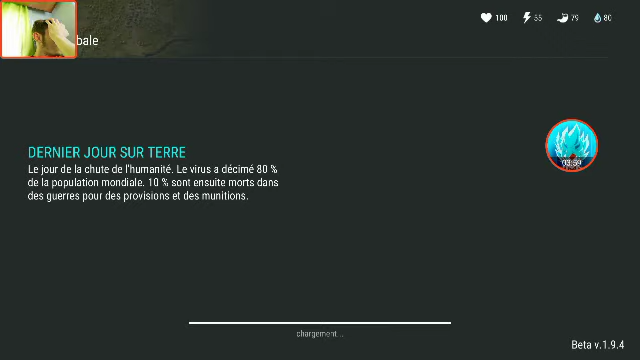 100
55
79
80
bale
DERNIER JOUR SUR TERRE
Le jour de la chute de l'humanité. Le virus a décimé 80 %
de la population mondiale. 10 % sont ensuite morts dans
des guerres pour des provisions et des munitions.
03:59
chargement...
Beta v.1.9.4